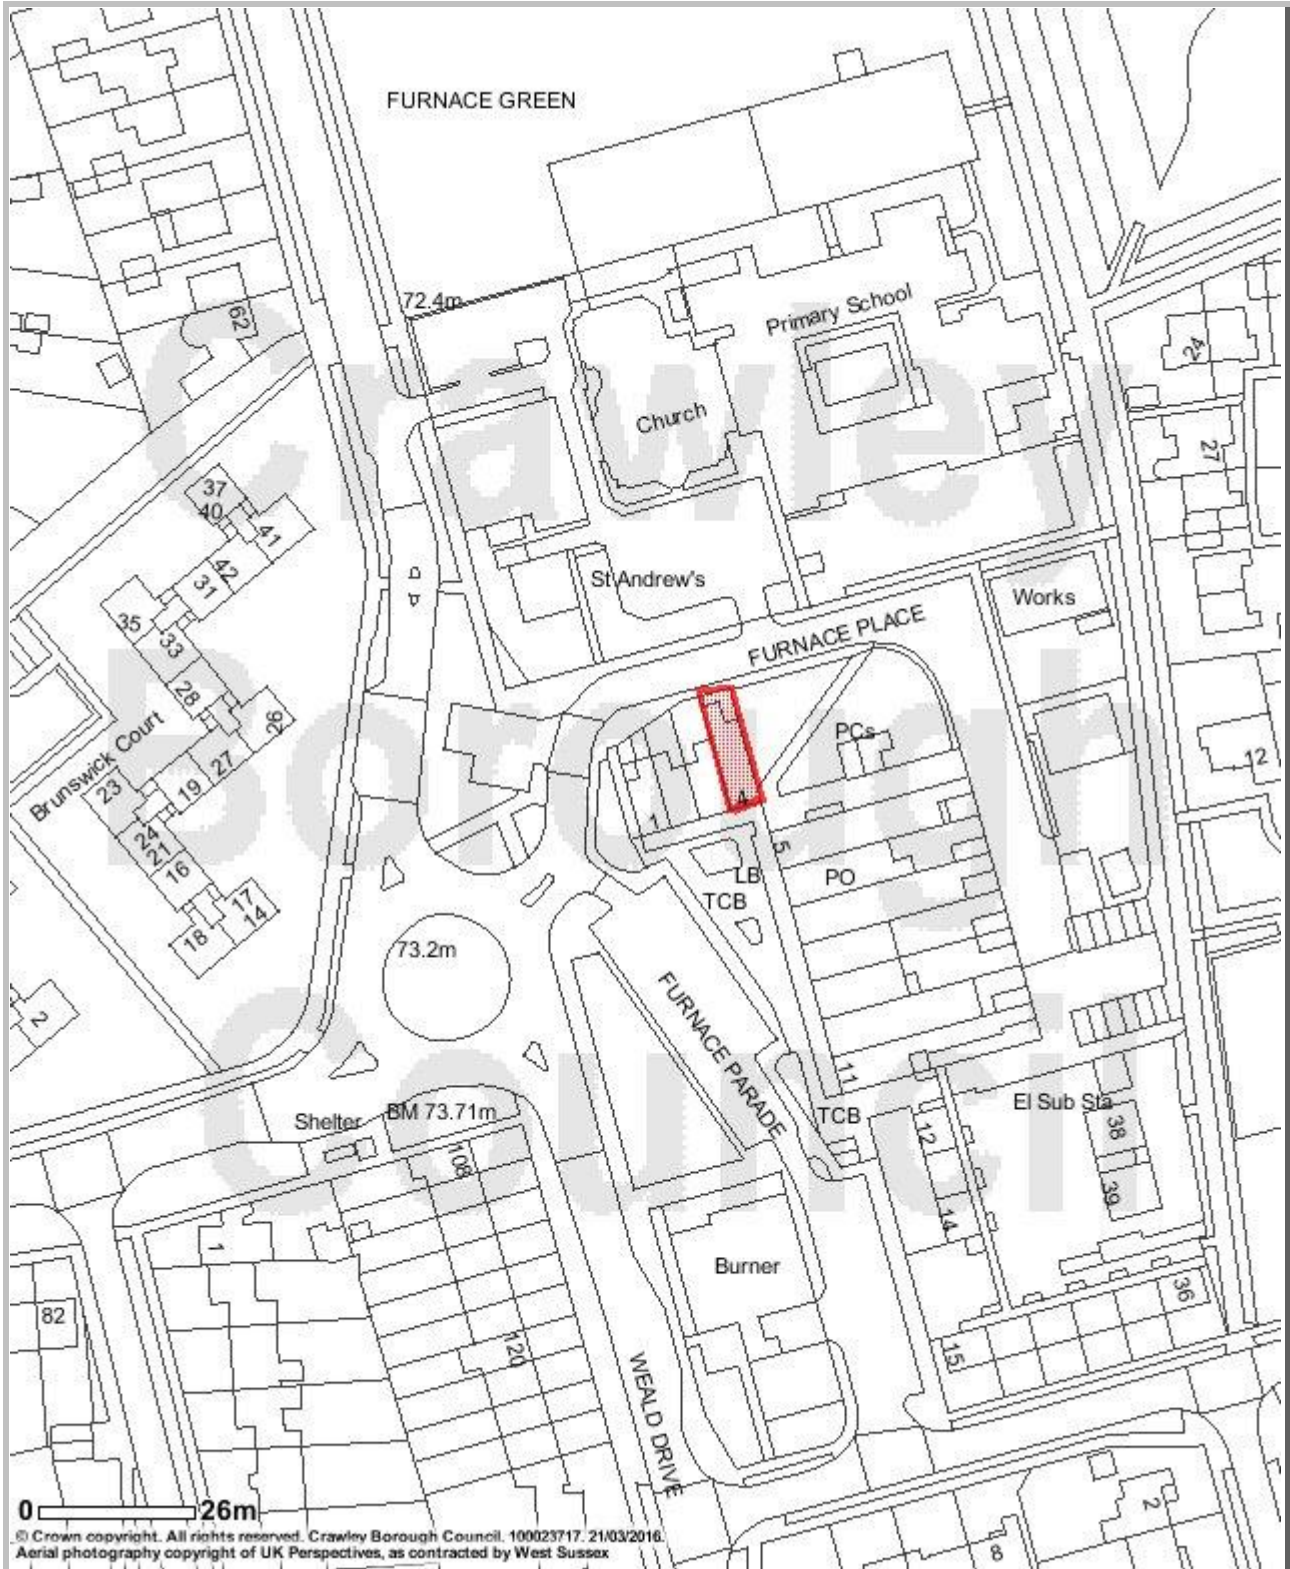 FURNACE GREEN
72.4m
62
Primary School
24
Church
27
37
40
41
42
31
St Andrew's
Works
35
33
FURNACE PLACE
28
26
PCs
Brunswick Court
27
12
23
19
4
1
24
21
5
16
LB
PO
17
TCB
14
18
73.2m
2
FURNACE PARADE
11
El Sub Sta
Shelter
BM 73.71m
TCB
38
12
108
39
14
1
Burner
36
82
120
15
WEALD DRIVE
2
8
0 26m
© Crown copyright. All rights reserved. Crawley Borough Council. 100023717. 21/03/2016.
Aerial photography copyright of UK Perspectives, as contracted by West Sussex
Crawley
Borough
Council